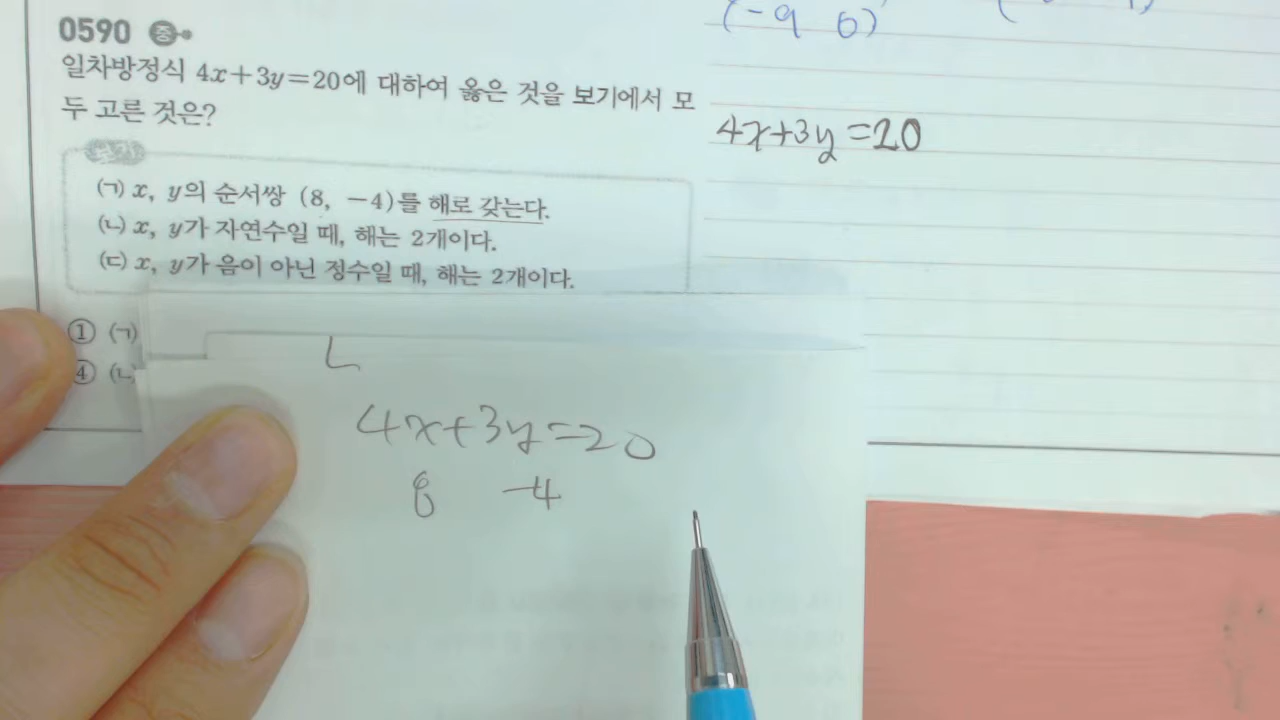 0590 중
일차방정식 4x+3y=20에 대하여 옳은 것을 보기에서 모
두 고른 것은?
보기
(ㄱ) x, y의 순서쌍 (8, -4)를 해로 갖는다.
(ㄴ) x, y가 자연수일 때, 해는 2개이다.
(ㄷ) x, y가 음이 아닌 정수일 때, 해는 2개이다.
① (ㄱ)
④ (ㄴ
(-9 6)
4x+3y=20
ㄴ
4x+3y=20
8 -4